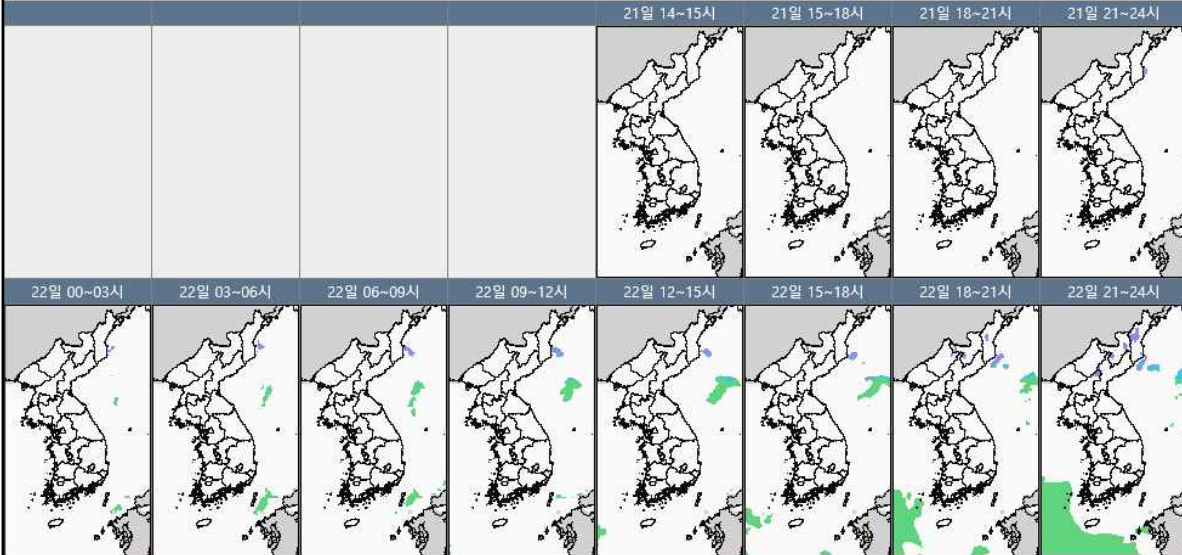 21일 14~15시
21일 15~18시
21일 18~21시
21일 21~24시
22일 00~03시
22일 03~06시
22일 06~09시
22일 09~12시
22일 12~15시
22일 15~18시
22일 18~21시
22일 21~24시